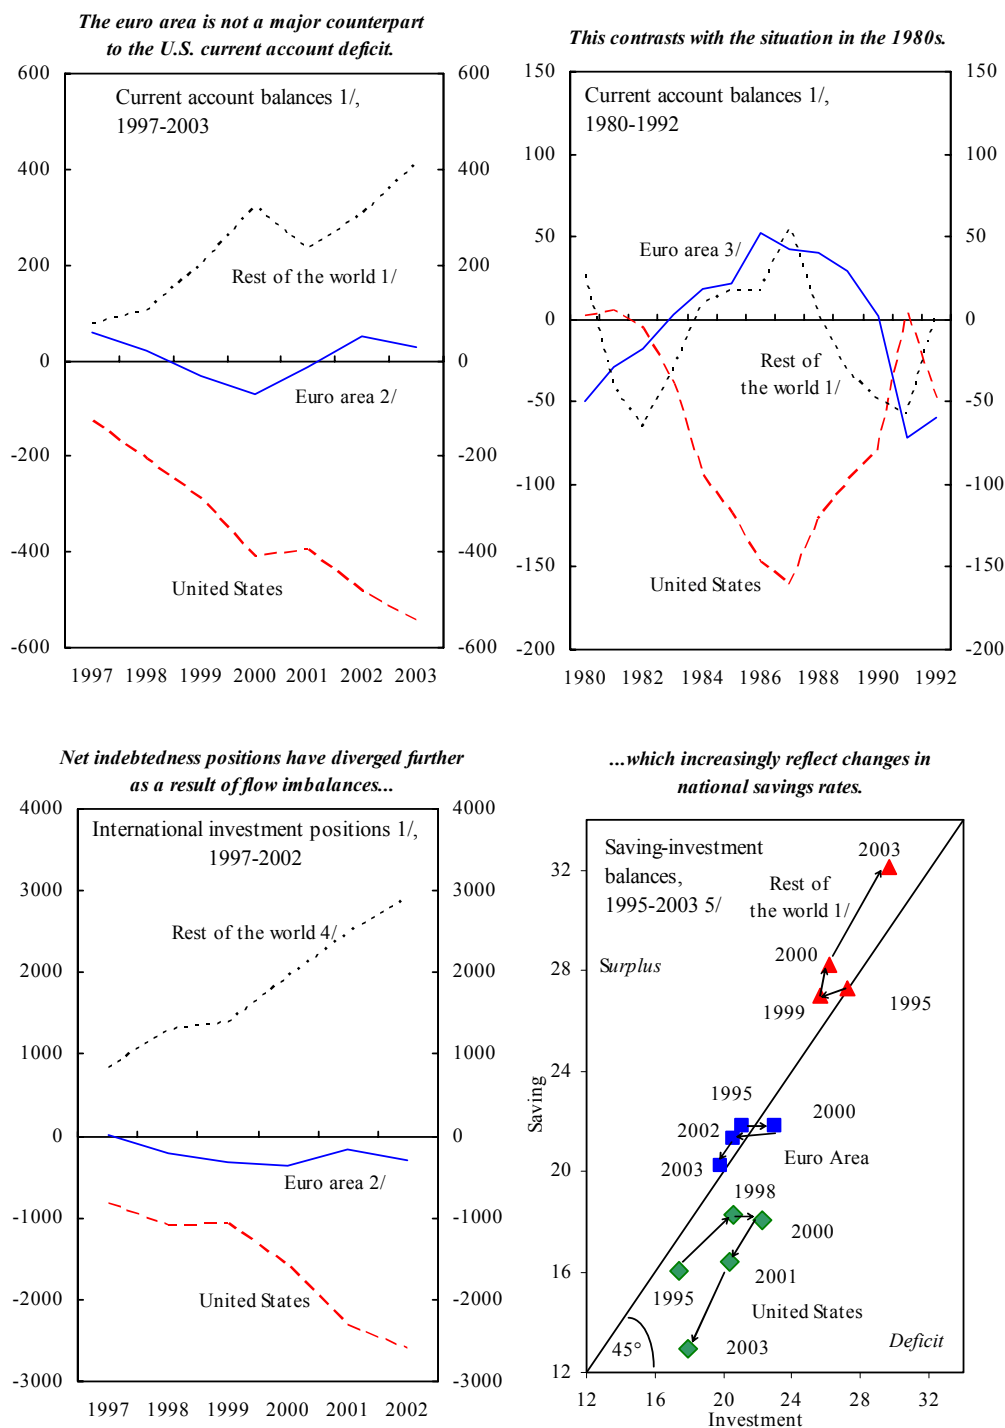 The euro area is not a major counterpart
to the U.S. current account deficit.
600
400
200
0
-200
-400
-600
Current account balances 1/,
1997-2003
Rest of the world 1/
Euro area 2/
United States
600
400
200
0
-200
-400
-600
1997 1998 1999 2000 2001 2002 2003
This contrasts with the situation in the 1980s.
150
100
50
0
-50
-100
-150
-200
Current account balances 1/,
1980-1992
Euro area 3/
Rest of
the world 1/
United States
150
100
50
0
-50
-100
-150
-200
1980 1982 1984 1986 1988 1990 1992
Net indebtedness positions have diverged further
as a result of flow imbalances...
4000
3000
2000
1000
0
-1000
-2000
-3000
International investment positions 1/,
1997-2002
Rest of the world 4/
Euro area 2/
United States
4000
3000
2000
1000
0
-1000
-2000
-3000
1997 1998 1999 2000 2001 2002
...which increasingly reflect changes in
national savings rates.
Saving
32
28
24
20
16
12
Saving-investment
balances,
1995-2003 5/
2003
Rest of
the world 1/
2000
Surplus
1999
1995
1995
2000
2002
Euro Area
2003
1998
2000
2001
1995
United States
2003
Deficit
45°
12 16 20 24 28 32
Investment